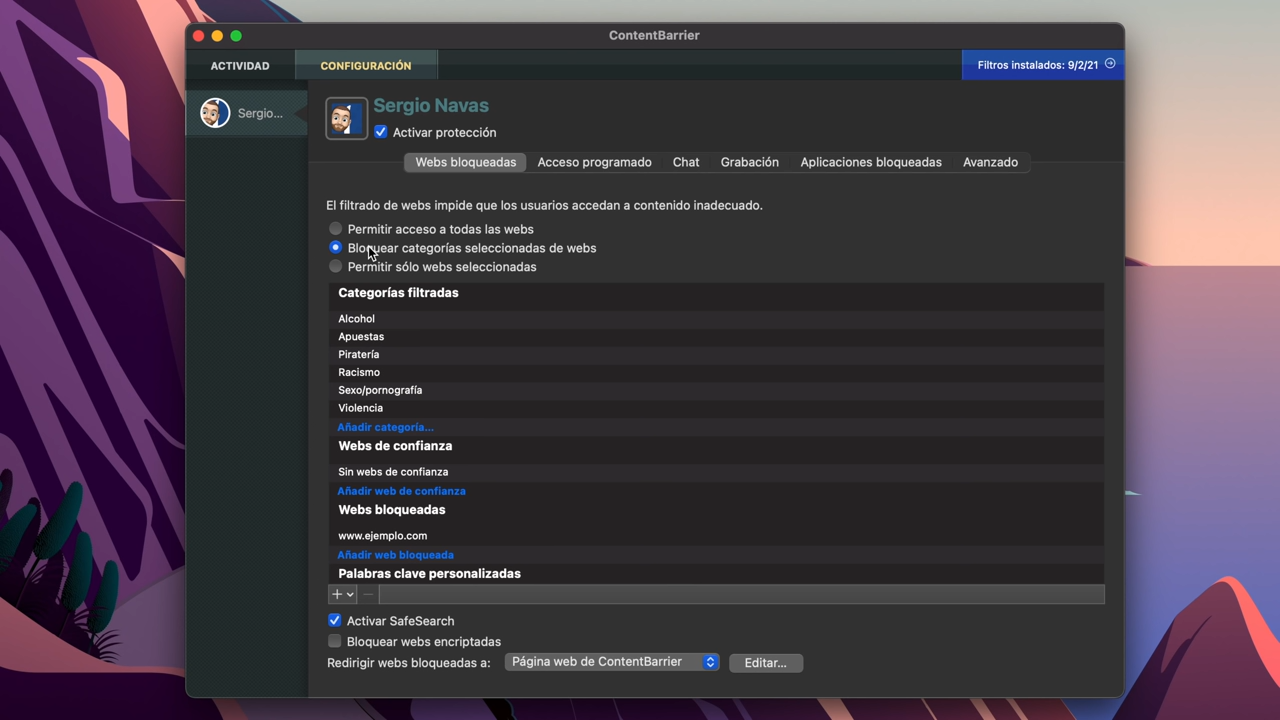 ContentBarrier
ACTIVIDAD
CONFIGURACIÓN
Filtros instalados: 9/2/21
Sergio...
Sergio Navas
Activar protección
Webs bloqueadas
Acceso programado
Chat
Grabación
Aplicaciones bloqueadas
Avanzado
El filtrado de webs impide que los usuarios accedan a contenido inadecuado.
Permitir acceso a todas las webs
Bloquear categorías seleccionadas de webs
Permitir sólo webs seleccionadas
Categorías filtradas
Alcohol
Apuestas
Piratería
Racismo
Sexo/pornografía
Violencia
Añadir categoría...
Webs de confianza
Sin webs de confianza
Añadir web de confianza
Webs bloqueadas
www.ejemplo.com
Añadir web bloqueada
Palabras clave personalizadas
Activar SafeSearch
Bloquear webs encriptadas
Redirigir webs bloqueadas a:
Página web de ContentBarrier
Editar...